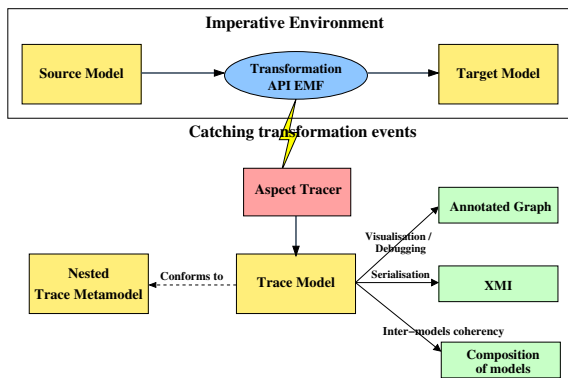 Imperative Environment
Source Model
Transformation
API EMF
Target Model
Catching transformation events
Aspect Tracer
Annotated Graph
Visualisation /
Debugging
Nested
Trace Metamodel
Conforms to
Trace Model
Serialisation
XMI
Inter−models coherency
Composition
of models